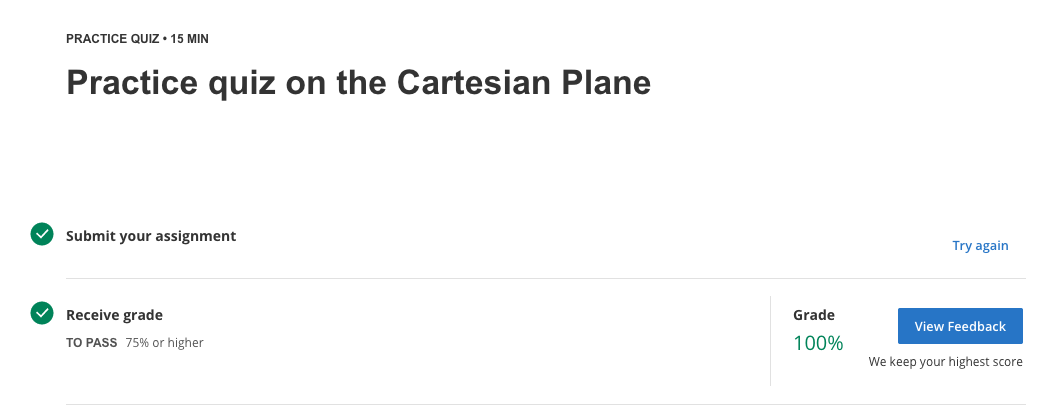 PRACTICE QUIZ • 15 MIN
Practice quiz on the Cartesian Plane
Submit your assignment
Try again
Receive grade
TO PASS 75% or higher
Grade
100%
View Feedback
We keep your highest score